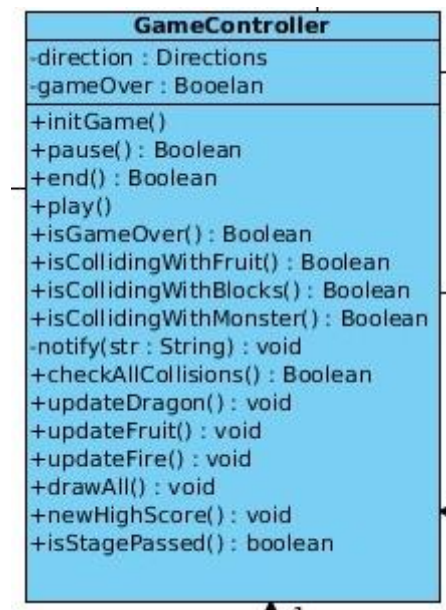 GameController
-direction : Directions
-gameOver : Booelan
+initGame()
+pause() : Boolean
+end() : Boolean
+play()
+isGameOver() : Boolean
+isCollidingWithFruit() : Boolean
+isCollidingWithBlocks() : Boolean
+isCollidingWithMonster() : Boolean
-notify(str : String) : void
+checkAllCollisions() : Boolean
+updateDragon() : void
+updateFruit() : void
+updateFire() : void
+drawAll() : void
+newHighScore() : void
+isStagePassed() : boolean